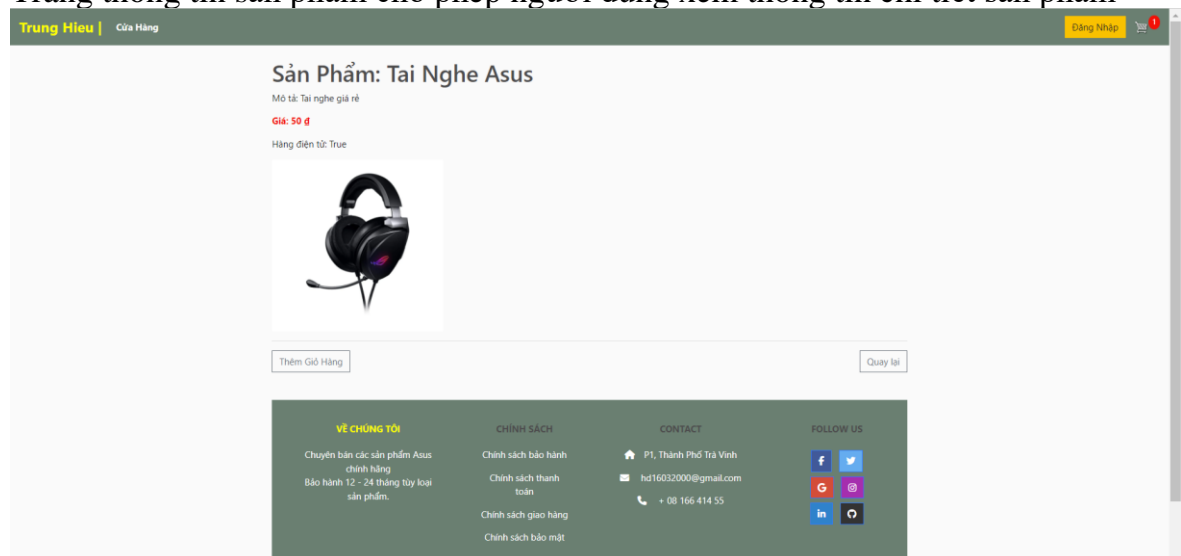 Trang thông tin sản phẩm cho phép người dùng xem thông tin chi tiết sản phẩm
Trung Hieu | Cửa Hàng
Đăng Nhập
1
Sản Phẩm: Tai Nghe Asus
Mô tả: Tai nghe giá rẻ
Giá: 50 ₫
Hàng điện tử: True
Thêm Giỏ Hàng
Quay lại
VỀ CHÚNG TÔI
Chuyên bán các sản phẩm Asus
chính hãng
Bảo hành 12 - 24 tháng tùy loại
sản phẩm.
CHÍNH SÁCH
Chính sách bảo hành
Chính sách thanh
toán
Chính sách giao hàng
Chính sách bảo mật
CONTACT
P1, Thành Phố Trà Vinh
hd16032000@gmail.com
+ 08 166 414 55
FOLLOW US